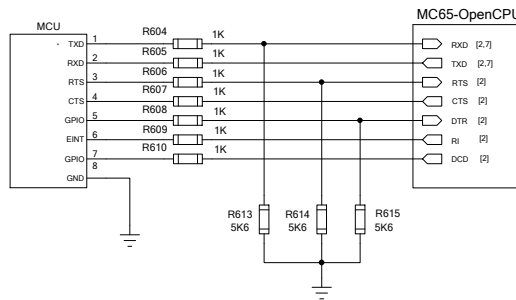 MCU
MC65-OpenCPU
TXD 1 R604 1K RXD [2,7]
RXD 2 R605 1K TXD [2,7]
RTS 3 R606 1K RTS [2]
CTS 4 R607 1K CTS [2]
GPIO 5 R608 1K DTR [2]
EINT 6 R609 1K RI [2]
GPIO 7 R610 1K DCD [2]
GND 8
R613 R614 R615
5K6 5K6 5K6